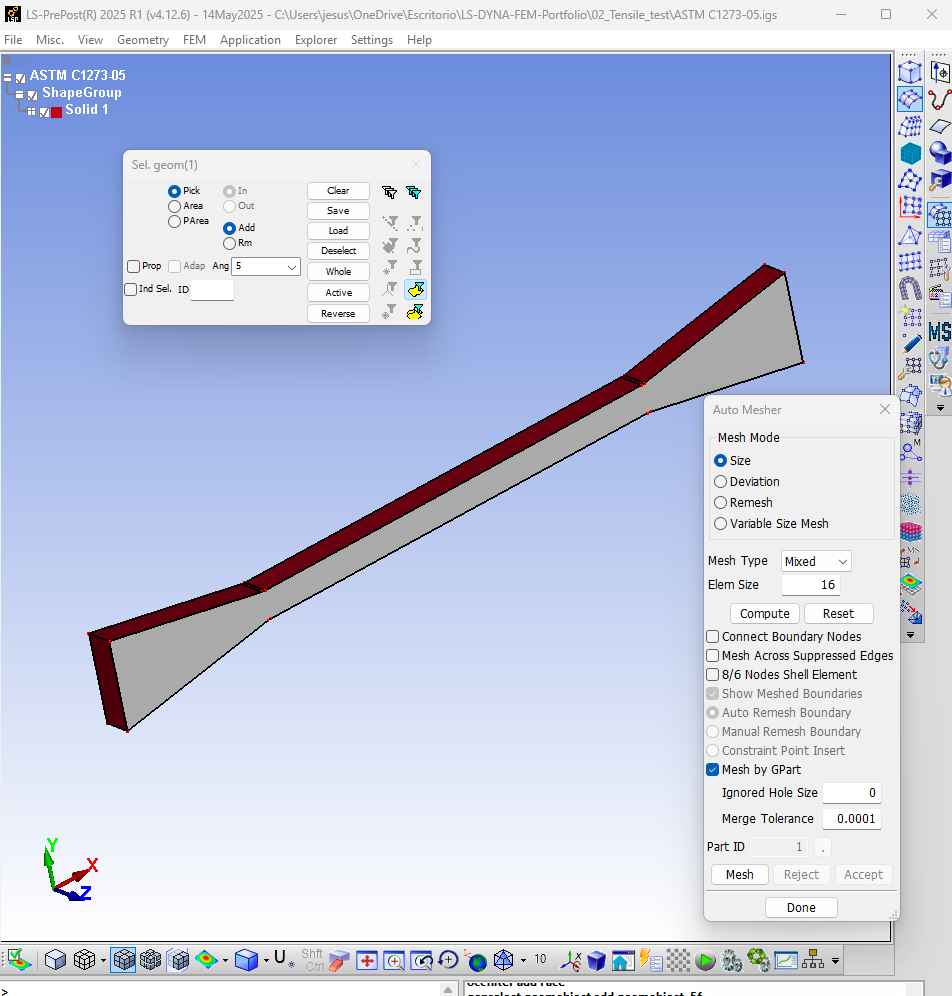 LS-PrePost(R) 2025 R1 (v4.12.6) - 14May2025 - C:\Users\jesus\OneDrive\Escritorio\LS-DYNA-FEM-Portfolio\02_Tensile_test\ASTM C1273-05.igs
File Misc. View Geometry FEM Application Explorer Settings Help
ASTM C1273-05
ShapeGroup
Solid 1
Sel. geom(1)
Pick In Clear
Area Out Save
PArea Add Load
Rm Deselect
Prop Adap Ang 5 Whole
Ind Sel. ID Active
Reverse
Auto Mesher
Mesh Mode
Size
Deviation
Remesh
Variable Size Mesh
Mesh Type Mixed
Elem Size 16
Compute Reset
Connect Boundary Nodes
Mesh Across Suppressed Edges
8/6 Nodes Shell Element
Show Meshed Boundaries
Auto Remesh Boundary
Manual Remesh Boundary
Constraint Point Insert
Mesh by GPart
Ignored Hole Size 0
Merge Tolerance 0.0001
Part ID 1 .
Mesh Reject Accept
Done
MS
M
MS
Y
X
Z
U
Shft
Ctrl
10
>